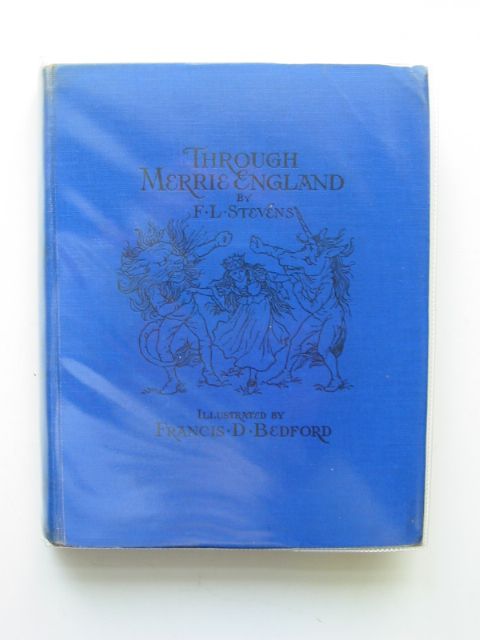 THROUGH
MERRIE ENGLAND
BY
F·L·STEVENS
ILLUSTRATED BY
FRANCIS·D·BEDFORD